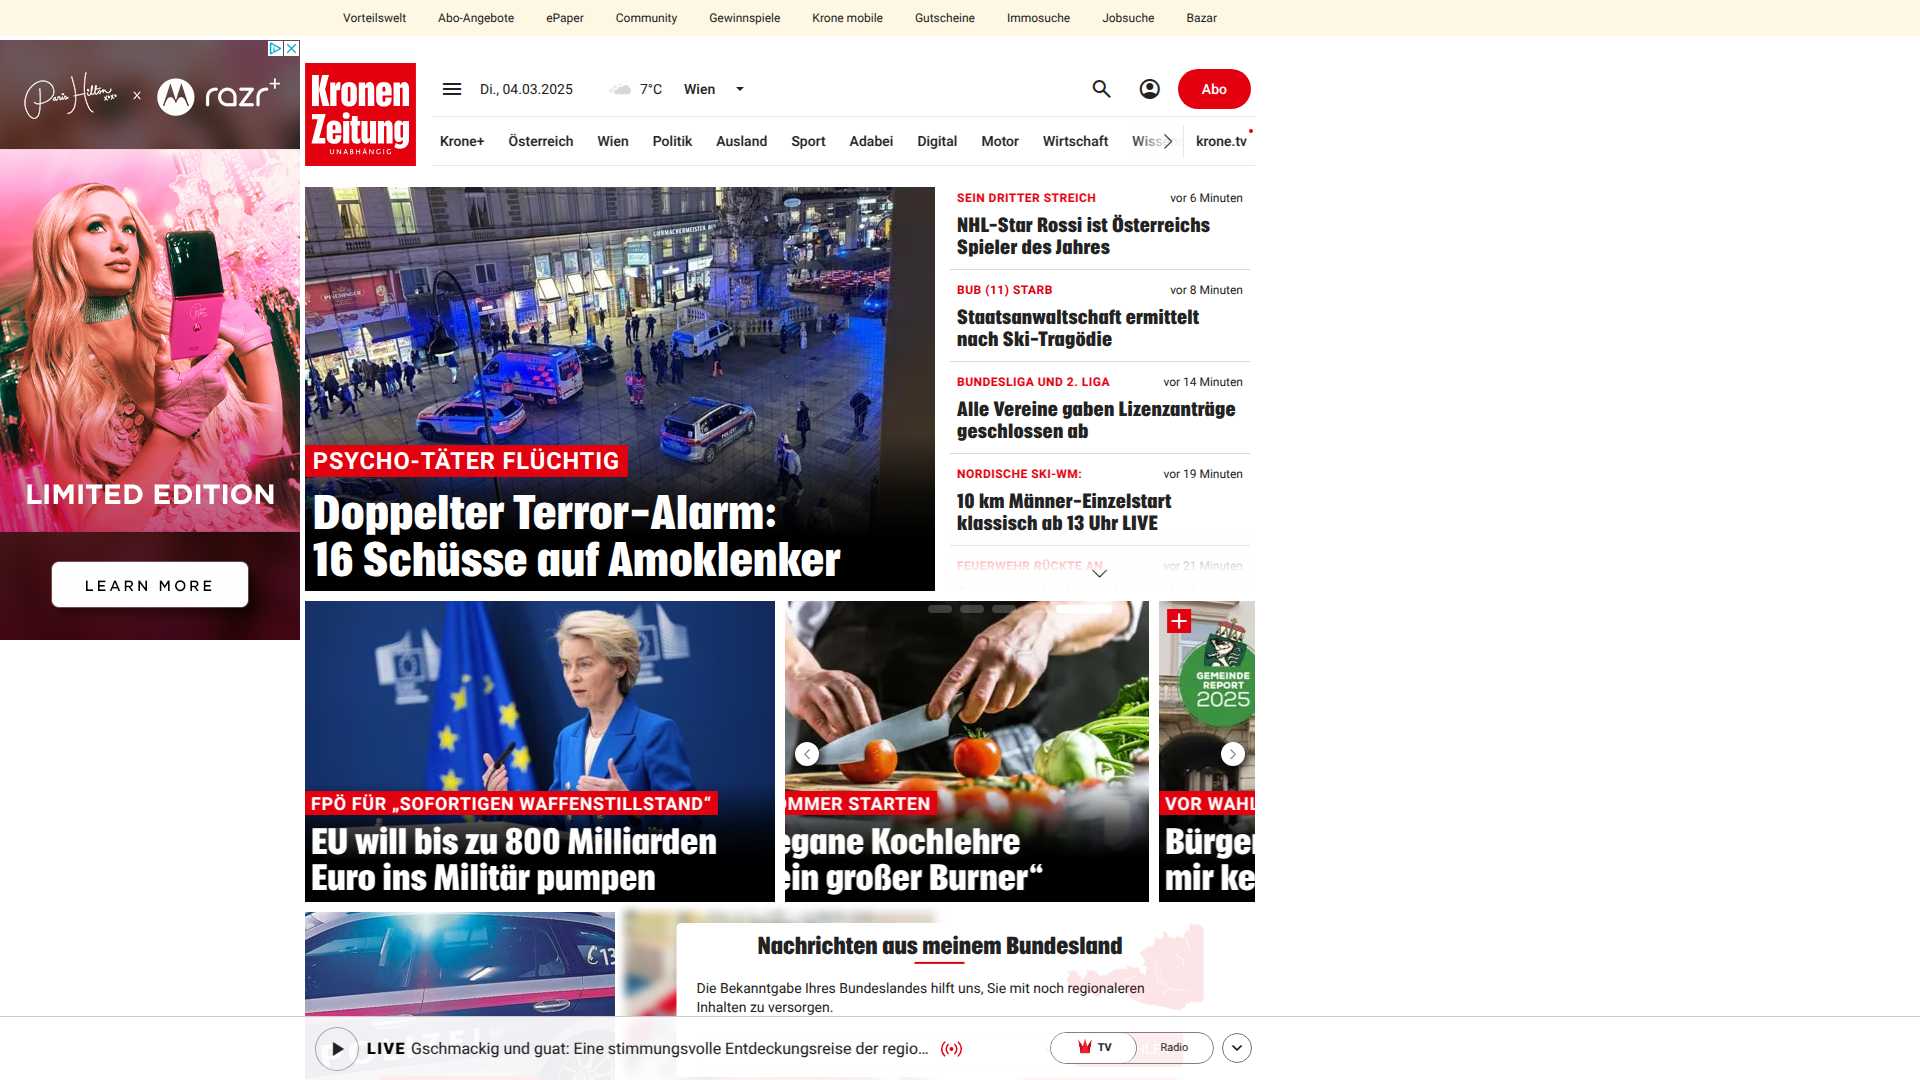 Vorteilswelt
Abo-Angebote
ePaper
Community
Gewinnspiele
Krone mobile
Gutscheine
Immosuche
Jobsuche
Bazar
Paris Hilton x razr+
LIMITED EDITION
LEARN MORE
Kronen
Zeitung
UNABHÄNGIG
Di., 04.03.2025
7°C
Wien
Abo
Krone+
Österreich
Wien
Politik
Ausland
Sport
Adabei
Digital
Motor
Wirtschaft
krone.tv
UHRMACHERMEISTER
PSYCHO-TÄTER FLÜCHTIG
Doppelter Terror-Alarm:
16 Schüsse auf Amoklenker
SEIN DRITTER STREICH vor 6 Minuten
NHL-Star Rossi ist Österreichs
Spieler des Jahres
BUB (11) STARB vor 8 Minuten
Staatsanwaltschaft ermittelt
nach Ski-Tragödie
BUNDESLIGA UND 2. LIGA vor 14 Minuten
Alle Vereine gaben Lizenzanträge
geschlossen ab
NORDISCHE SKI-WM: vor 19 Minuten
10 km Männer-Einzelstart
klassisch ab 13 Uhr LIVE
FEUERWEHR RÜCKTE AN vor 21 Minuten
FPÖ FÜR „SOFORTIGEN WAFFENSTILLSTAND“
EU will bis zu 800 Milliarden
Euro ins Militär pumpen
OMMER STARTEN
egane Kochlehre
ein großer Burner“
GEMEINDE
REPORT
2025
VOR WAHL
Bürger
mir ke
Nachrichten aus meinem Bundesland
Die Bekanntgabe Ihres Bundeslandes hilft uns, Sie mit noch regionaleren
Inhalten zu versorgen.
LIVE Gschmackig und guat: Eine stimmungsvolle Entdeckungsreise der regio...
TV
Radio